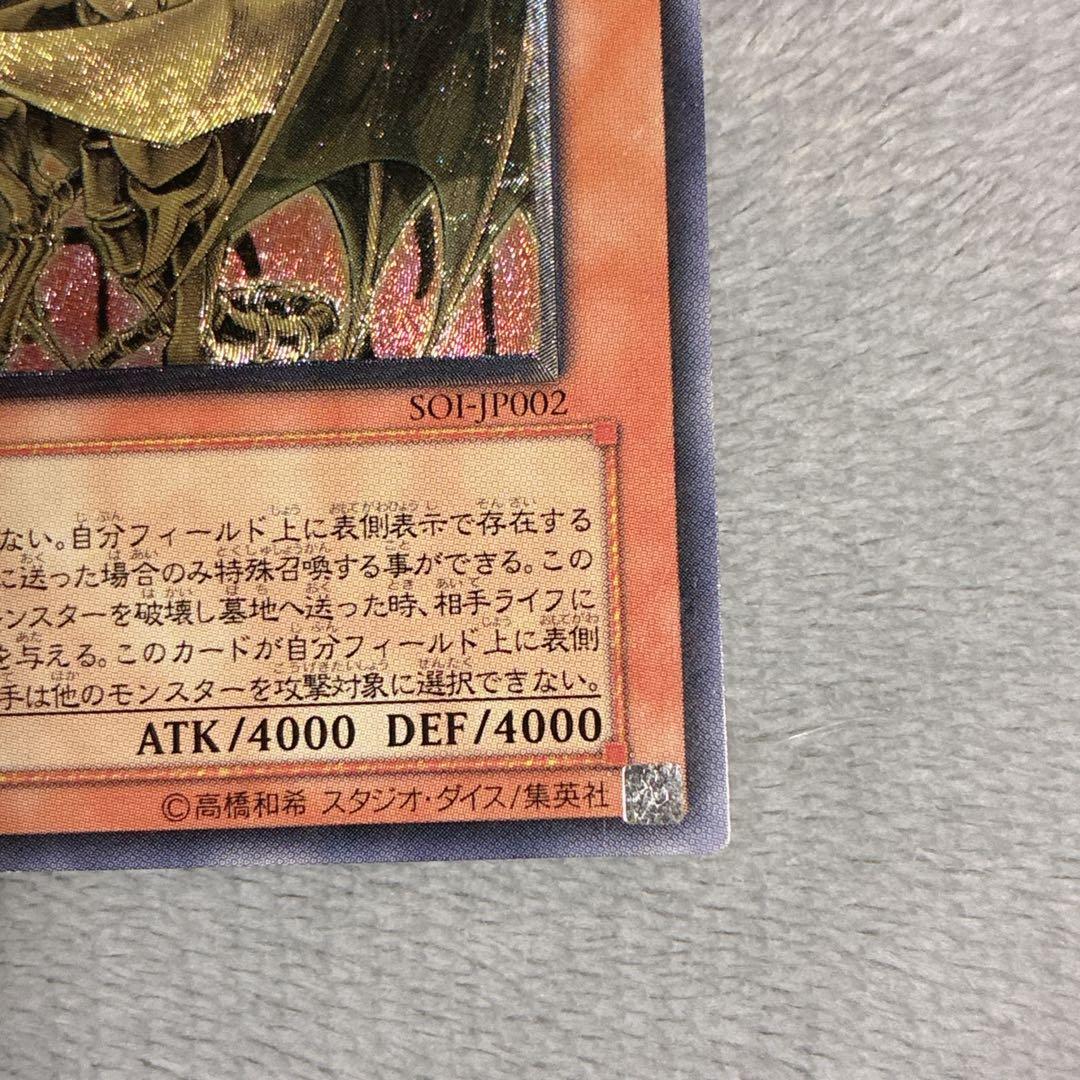 SOI-JP002
ない。自分フィールド上に表側表示で存在する
に送った場合のみ特殊召喚する事ができる。この
ンスターを破壊し墓地へ送った時、相手ライフに
を与える。このカードが自分フィールド上に表側
手は他のモンスターを攻撃対象に選択できない。
ATK/4000 DEF/4000
©高橋和希 スタジオ・ダイス/集英社